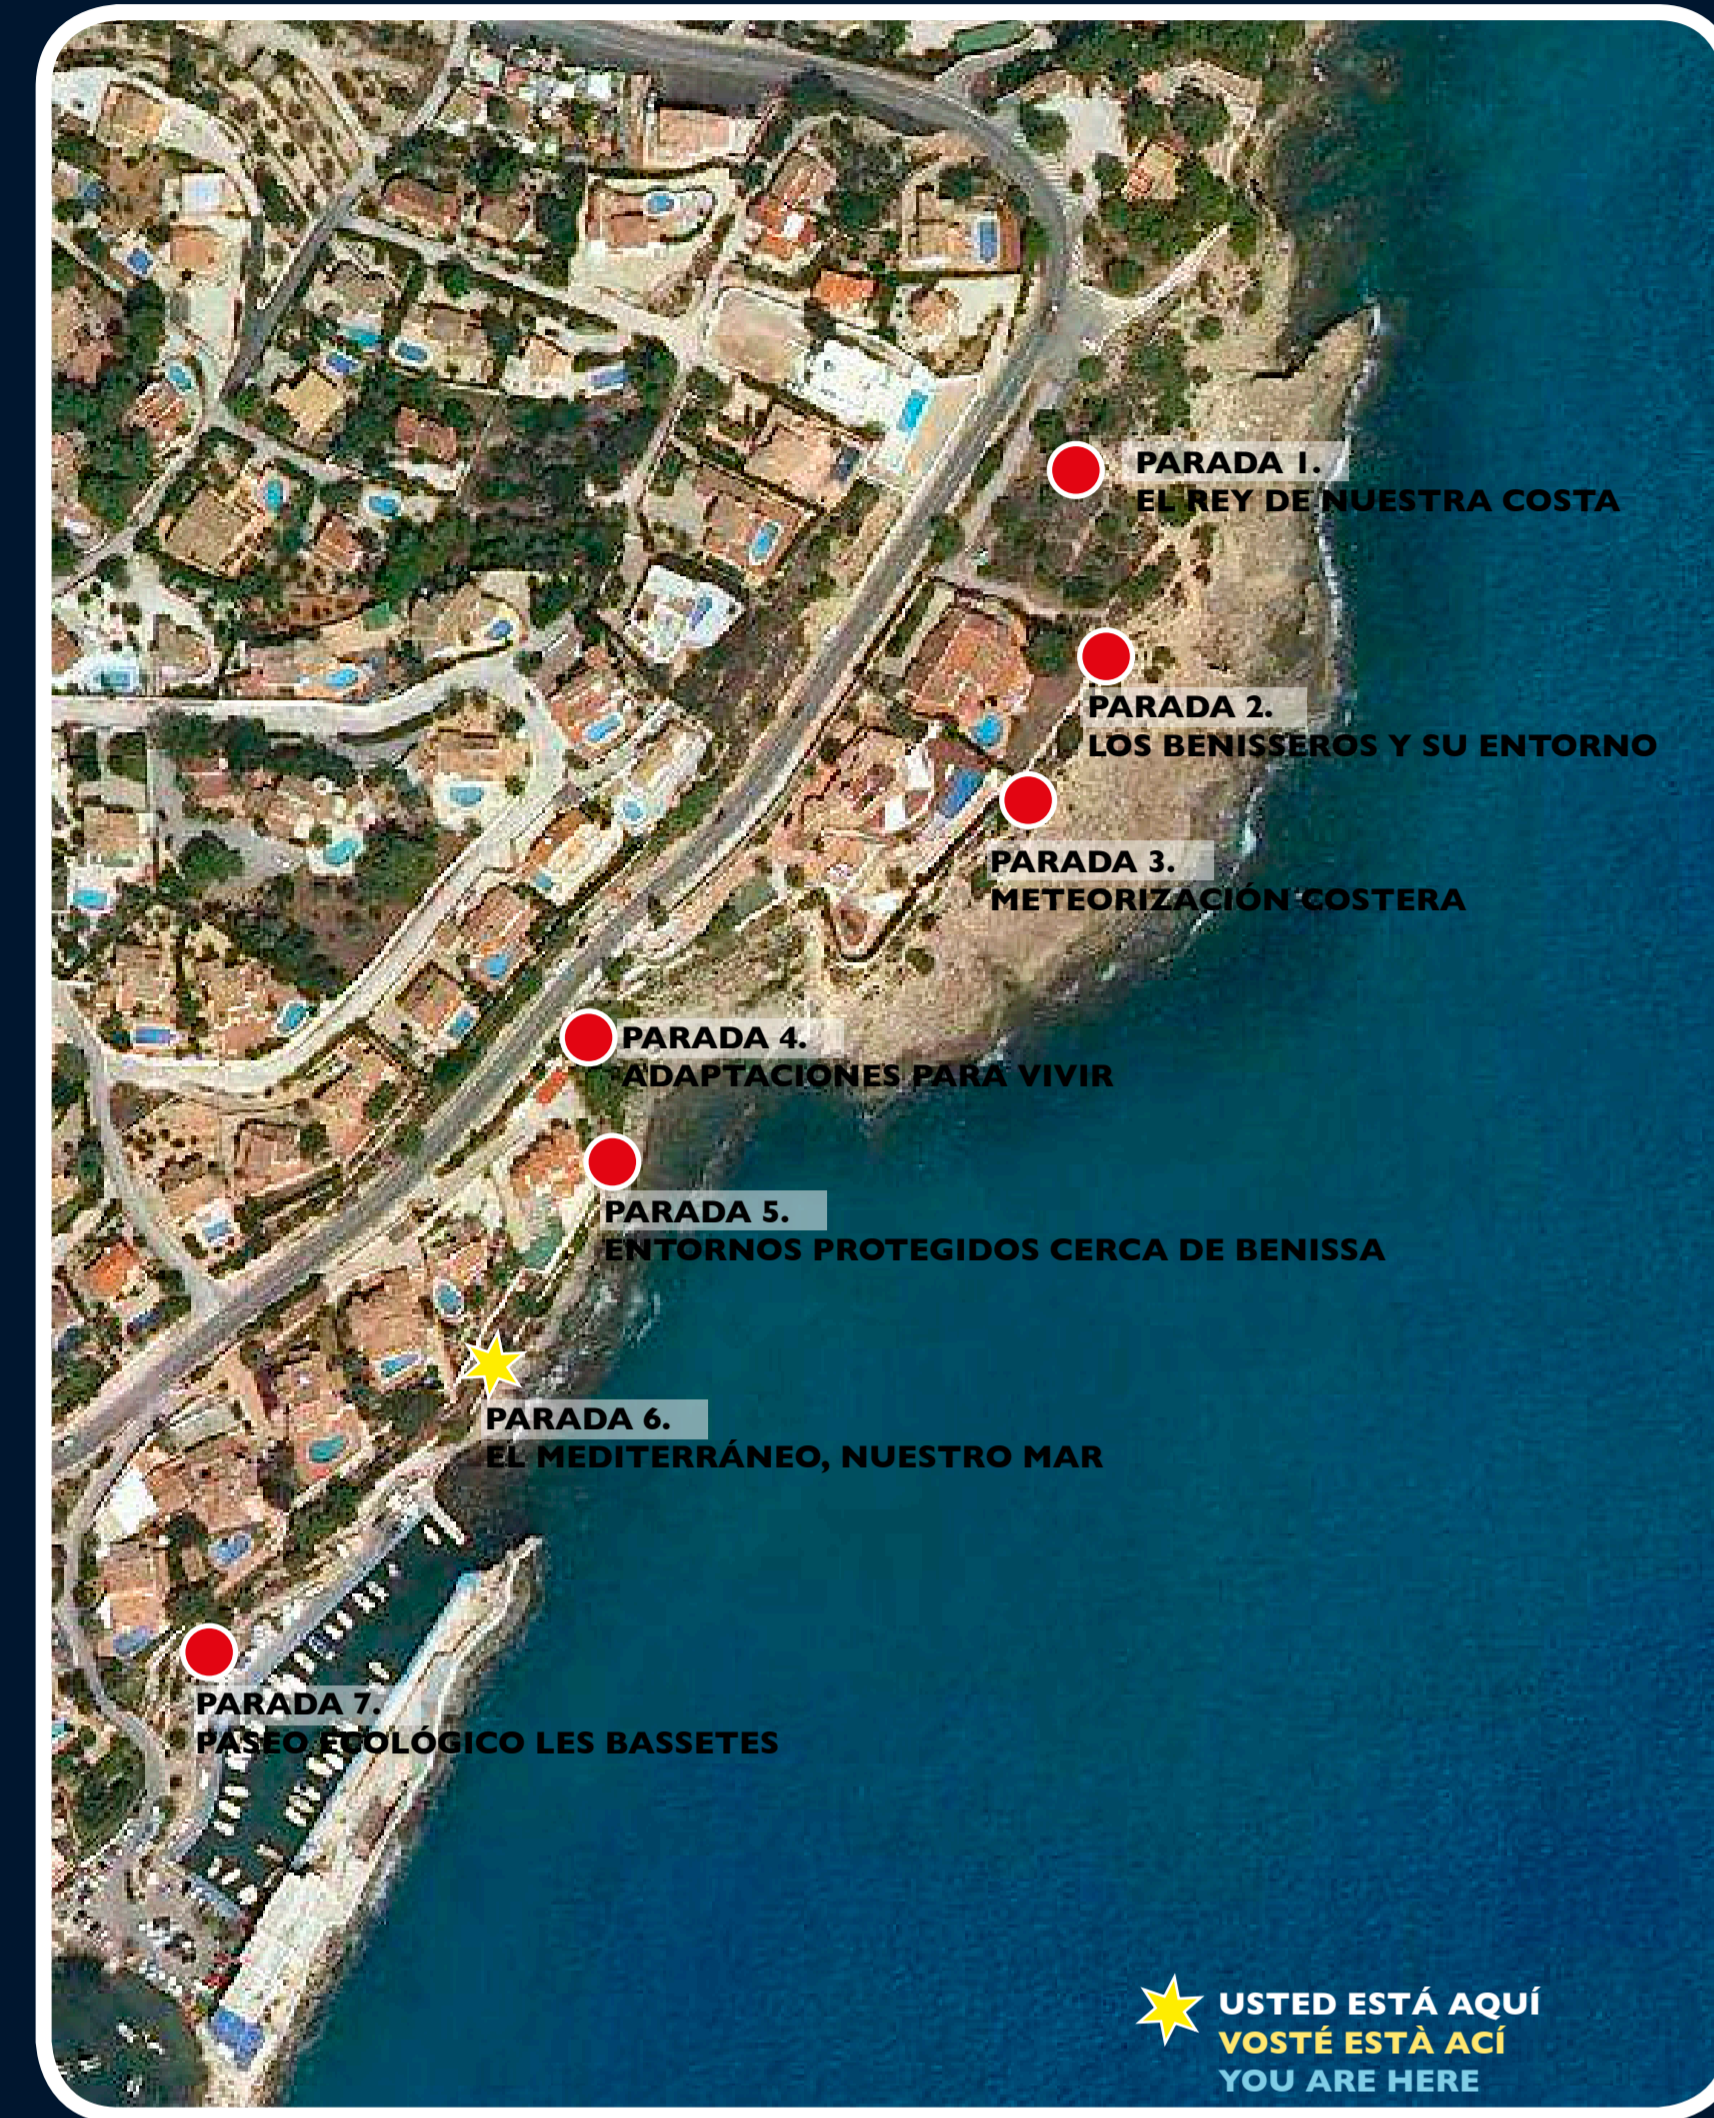 PARADA 1.
EL REY DE NUESTRA COSTA
PARADA 2.
LOS BENISSEROS Y SU ENTORNO
PARADA 3.
METEORIZACIÓN COSTERA
PARADA 4.
ADAPTACIONES PARA VIVIR
PARADA 5.
ENTORNOS PROTEGIDOS CERCA DE BENISSA
PARADA 6.
EL MEDITERRÁNEO, NUESTRO MAR
PARADA 7.
PASEO ECOLÓGICO LES BASSETES
USTED ESTÁ AQUÍ
VOSTÉ ESTÀ ACÍ
YOU ARE HERE